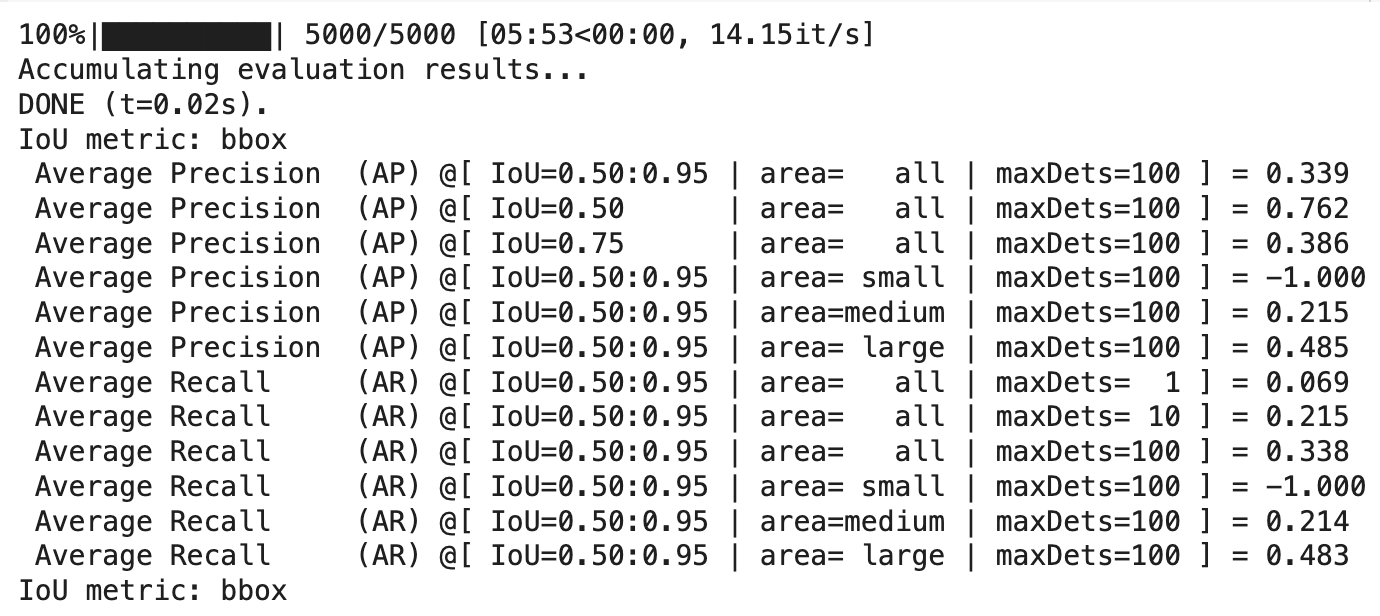 100%|██████████| 5000/5000 [05:53<00:00, 14.15it/s]
Accumulating evaluation results...
DONE (t=0.02s).
IoU metric: bbox
 Average Precision  (AP) @[ IoU=0.50:0.95 | area=   all | maxDets=100 ] = 0.339
 Average Precision  (AP) @[ IoU=0.50      | area=   all | maxDets=100 ] = 0.762
 Average Precision  (AP) @[ IoU=0.75      | area=   all | maxDets=100 ] = 0.386
 Average Precision  (AP) @[ IoU=0.50:0.95 | area= small | maxDets=100 ] = -1.000
 Average Precision  (AP) @[ IoU=0.50:0.95 | area=medium | maxDets=100 ] = 0.215
 Average Precision  (AP) @[ IoU=0.50:0.95 | area= large | maxDets=100 ] = 0.485
 Average Recall     (AR) @[ IoU=0.50:0.95 | area=   all | maxDets=  1 ] = 0.069
 Average Recall     (AR) @[ IoU=0.50:0.95 | area=   all | maxDets= 10 ] = 0.215
 Average Recall     (AR) @[ IoU=0.50:0.95 | area=   all | maxDets=100 ] = 0.338
 Average Recall     (AR) @[ IoU=0.50:0.95 | area= small | maxDets=100 ] = -1.000
 Average Recall     (AR) @[ IoU=0.50:0.95 | area=medium | maxDets=100 ] = 0.214
 Average Recall     (AR) @[ IoU=0.50:0.95 | area= large | maxDets=100 ] = 0.483
IoU metric: bbox